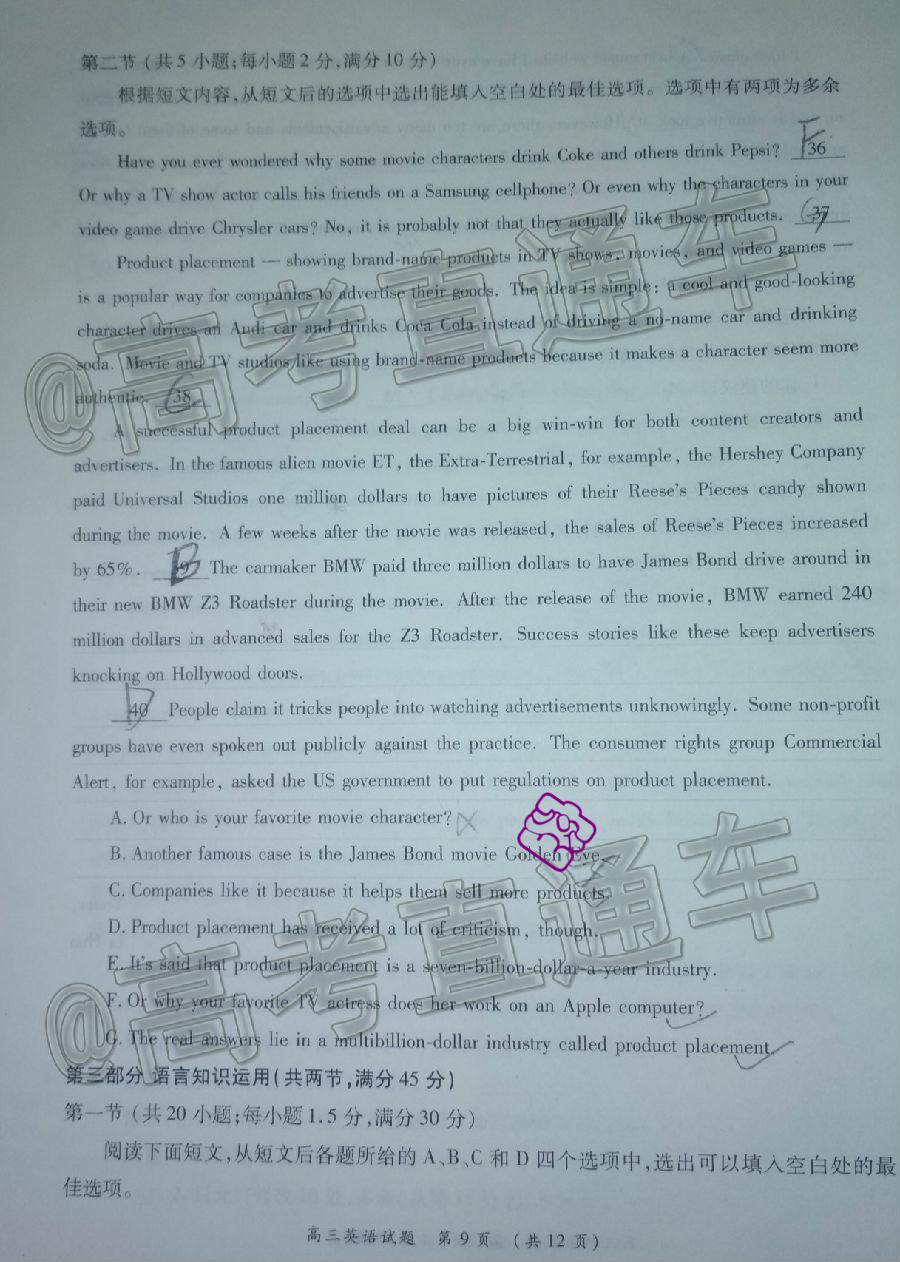 第二节 (共5小题;每小题2分,满分10分)
根据短文内容,从短文后的选项中选出能填入空白处的最佳选项。选项中有两项为多余
选项。
Have you ever wondered why some movie characters drink Coke and others drink Pepsi? F 36
Or why a TV show actor calls his friends on a Samsung cellphone? Or even why the characters in your
video game drive Chrysler cars? No, it is probably not that they actually like those products. G 37
Product placement — showing brand-name products in TV shows, movies, and video games —
is a popular way for companies to advertise their goods. The idea is simple: a cool and good-looking
character drives an Audi car and drinks Coca Cola instead of driving a no-name car and drinking
soda. Movie and TV studios like using brand-name products because it makes a character seem more
authentic. C 38
A successful product placement deal can be a big win-win for both content creators and
advertisers. In the famous alien movie ET, the Extra-Terrestrial, for example, the Hershey Company
paid Universal Studios one million dollars to have pictures of their Reese's Pieces candy shown
during the movie. A few weeks after the movie was released, the sales of Reese's Pieces increased
by 65%. B 39 The carmaker BMW paid three million dollars to have James Bond drive around in
their new BMW Z3 Roadster during the movie. After the release of the movie, BMW earned 240
million dollars in advanced sales for the Z3 Roadster. Success stories like these keep advertisers
knocking on Hollywood doors.
D 40 People claim it tricks people into watching advertisements unknowingly. Some non-profit
groups have even spoken out publicly against the practice. The consumer rights group Commercial
Alert, for example, asked the US government to put regulations on product placement.
A. Or who is your favorite movie character?
B. Another famous case is the James Bond movie Golden Eye.
C. Companies like it because it helps them sell more products.
D. Product placement has received a lot of criticism, though.
E. It's said that product placement is a seven-billion-dollar-a-year industry.
F. Or why your favorite TV actress does her work on an Apple computer?
G. The real answers lie in a multibillion-dollar industry called product placement.
第三部分 语言知识运用(共两节,满分45分)
第一节 (共20小题;每小题1.5分,满分30分)
阅读下面短文,从短文后各题所给的A、B、C和D四个选项中,选出可以填入空白处的最
佳选项。
高三英语试题 第9页 (共12页)
@高考直通车
@高考直通车